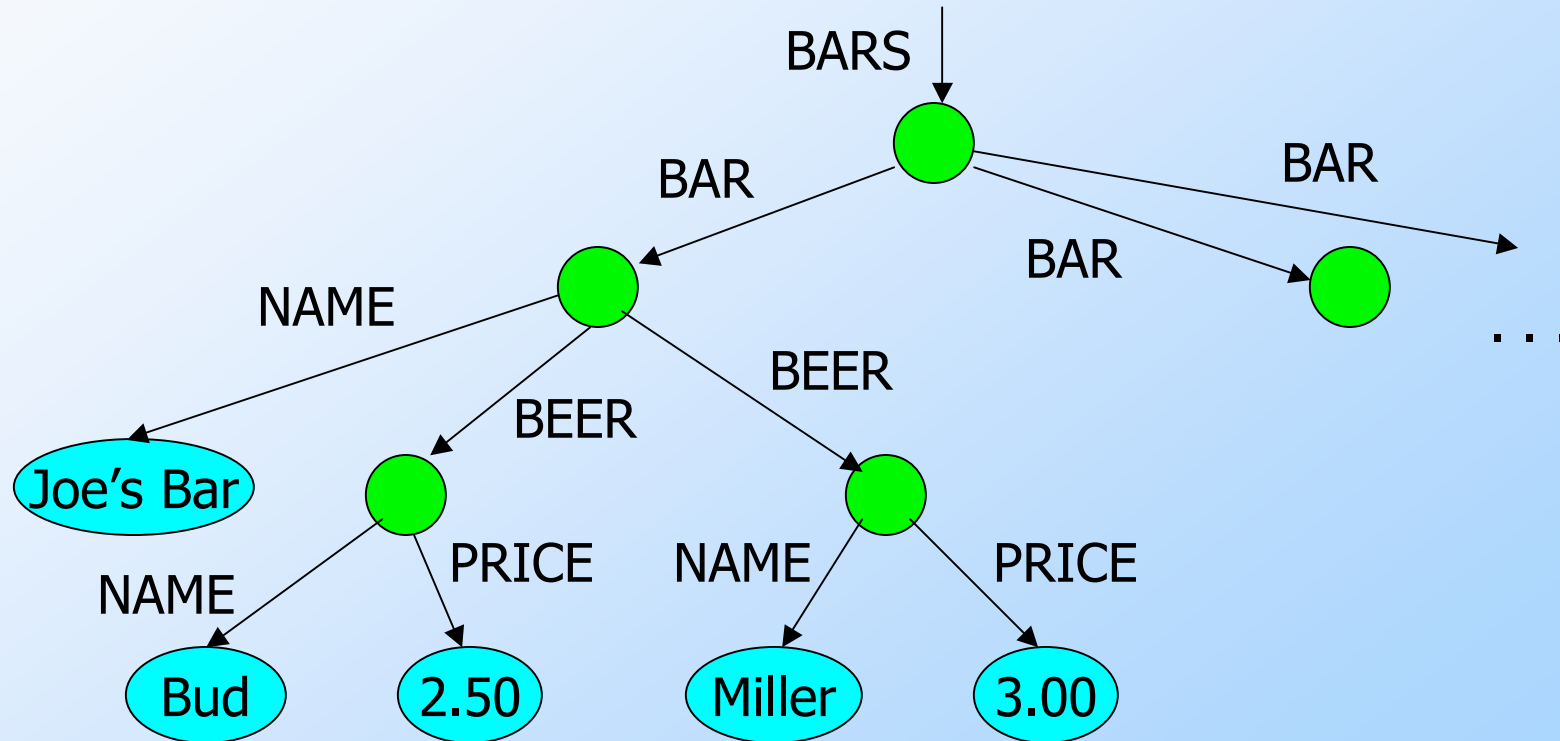 BARS
BAR
BAR
BAR
NAME
BEER
BEER
Joe’s Bar
PRICE
NAME
PRICE
NAME
Bud
2.50
Miller
3.00
. . .